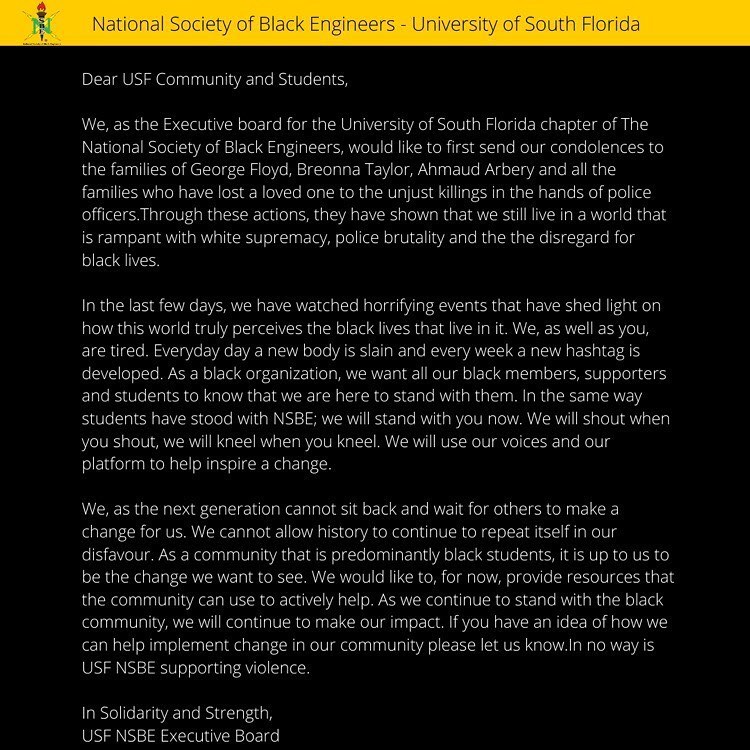 National Society of Black Engineers - University of South Florida
Dear USF Community and Students,
We, as the Executive board for the University of South Florida chapter of The
National Society of Black Engineers, would like to first send our condolences to
the families of George Floyd, Breonna Taylor, Ahmaud Arbery and all the
families who have lost a loved one to the unjust killings in the hands of police
officers.Through these actions, they have shown that we still live in a world that
is rampant with white supremacy, police brutality and the the disregard for
black lives.
In the last few days, we have watched horrifying events that have shed light on
how this world truly perceives the black lives that live in it. We, as well as you,
are tired. Everyday day a new body is slain and every week a new hashtag is
developed. As a black organization, we want all our black members, supporters
and students to know that we are here to stand with them. In the same way
students have stood with NSBE; we will stand with you now. We will shout when
you shout, we will kneel when you kneel. We will use our voices and our
platform to help inspire a change.
We, as the next generation cannot sit back and wait for others to make a
change for us. We cannot allow history to continue to repeat itself in our
disfavour. As a community that is predominantly black students, it is up to us to
be the change we want to see. We would like to, for now, provide resources that
the community can use to actively help. As we continue to stand with the black
community, we will continue to make our impact. If you have an idea of how we
can help implement change in our community please let us know.In no way is
USF NSBE supporting violence.
In Solidarity and Strength,
USF NSBE Executive Board